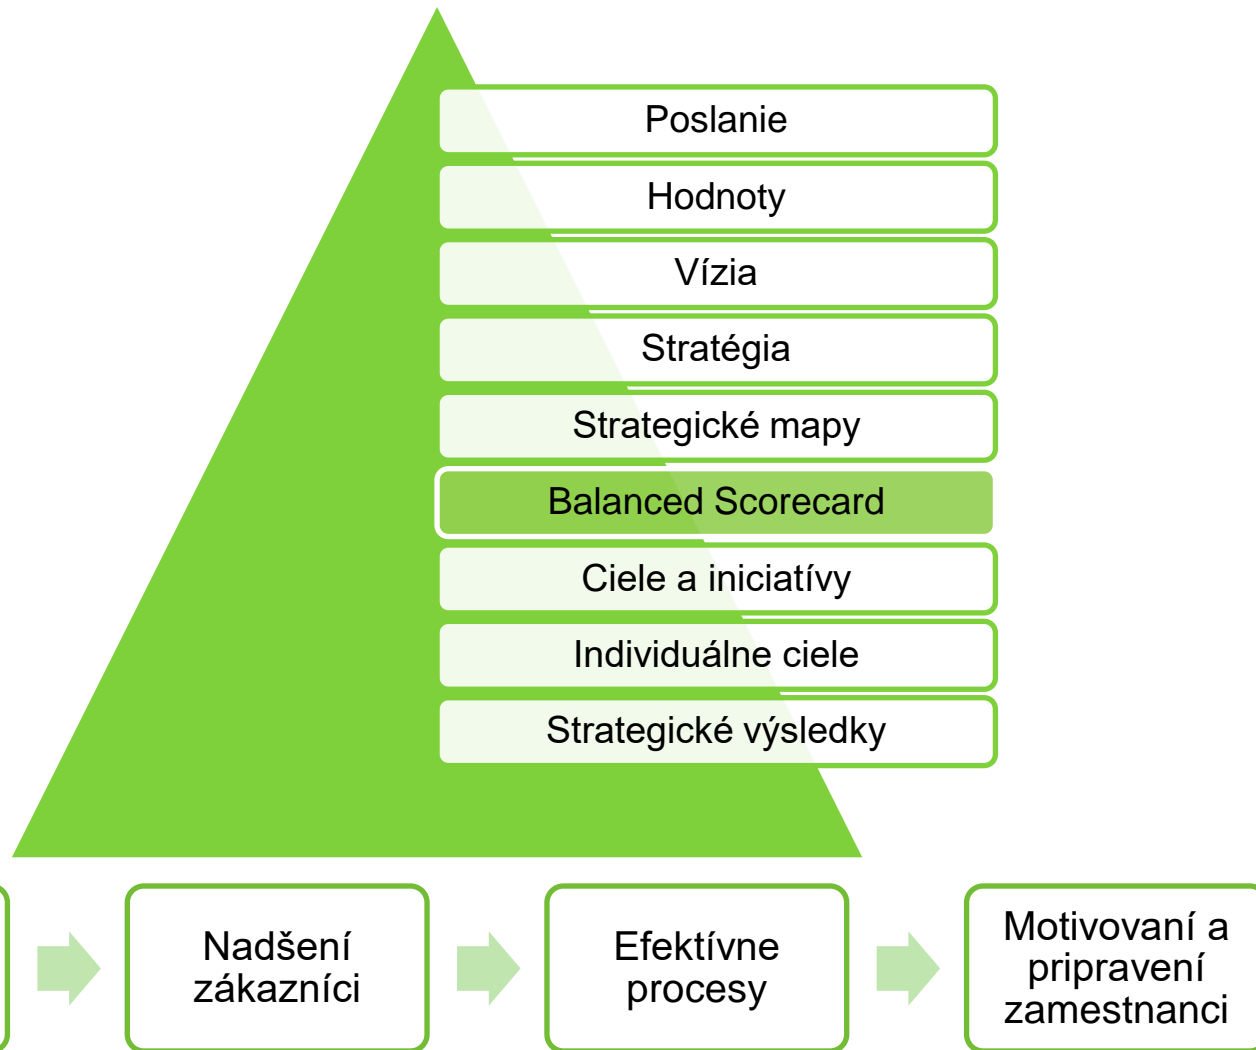 Poslanie
Hodnoty
Vízia
Stratégia
Strategické mapy
Balanced Scorecard
Ciele a iniciatívy
Individuálne ciele
Strategické výsledky
Nadšení
zákazníci
Efektívne
procesy
Motivovaní a
pripravení
zamestnanci